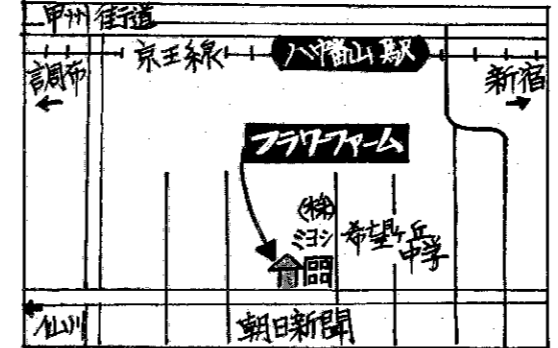 甲州街道
京王線
八幡山駅
調布
←
新宿
→
フラワーファーム
(株)
ミヨシ
希望ヶ丘
中学
仙川
朝日新聞